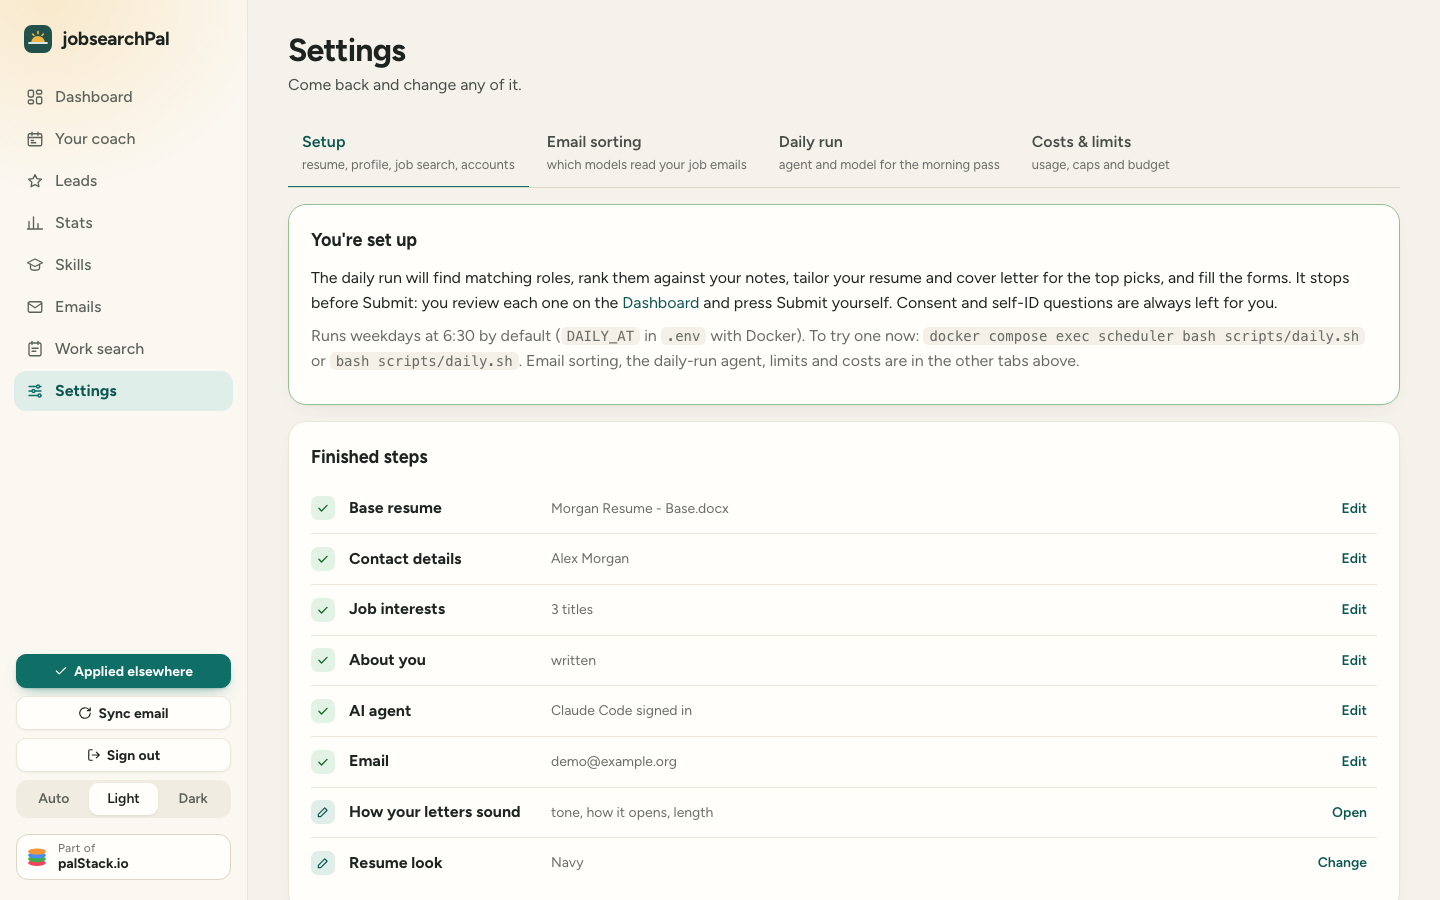 jobsearchPal
Dashboard
Your coach
Leads
Stats
Skills
Emails
Work search
Settings
Applied elsewhere
Sync email
Sign out
Auto Light Dark
Part of
palStack.io
Settings
Come back and change any of it.
Setup
resume, profile, job search, accounts
Email sorting
which models read your job emails
Daily run
agent and model for the morning pass
Costs & limits
usage, caps and budget
You're set up
The daily run will find matching roles, rank them against your notes, tailor your resume and cover letter for the top picks, and fill the forms. It stops
before Submit: you review each one on the Dashboard and press Submit yourself. Consent and self-ID questions are always left for you.
Runs weekdays at 6:30 by default (DAILY_AT in .env with Docker). To try one now: docker compose exec scheduler bash scripts/daily.sh
or bash scripts/daily.sh. Email sorting, the daily-run agent, limits and costs are in the other tabs above.
Finished steps
Base resume Morgan Resume - Base.docx Edit
Contact details Alex Morgan Edit
Job interests 3 titles Edit
About you written Edit
AI agent Claude Code signed in Edit
Email demo@example.org Edit
How your letters sound tone, how it opens, length Open
Resume look Navy Change